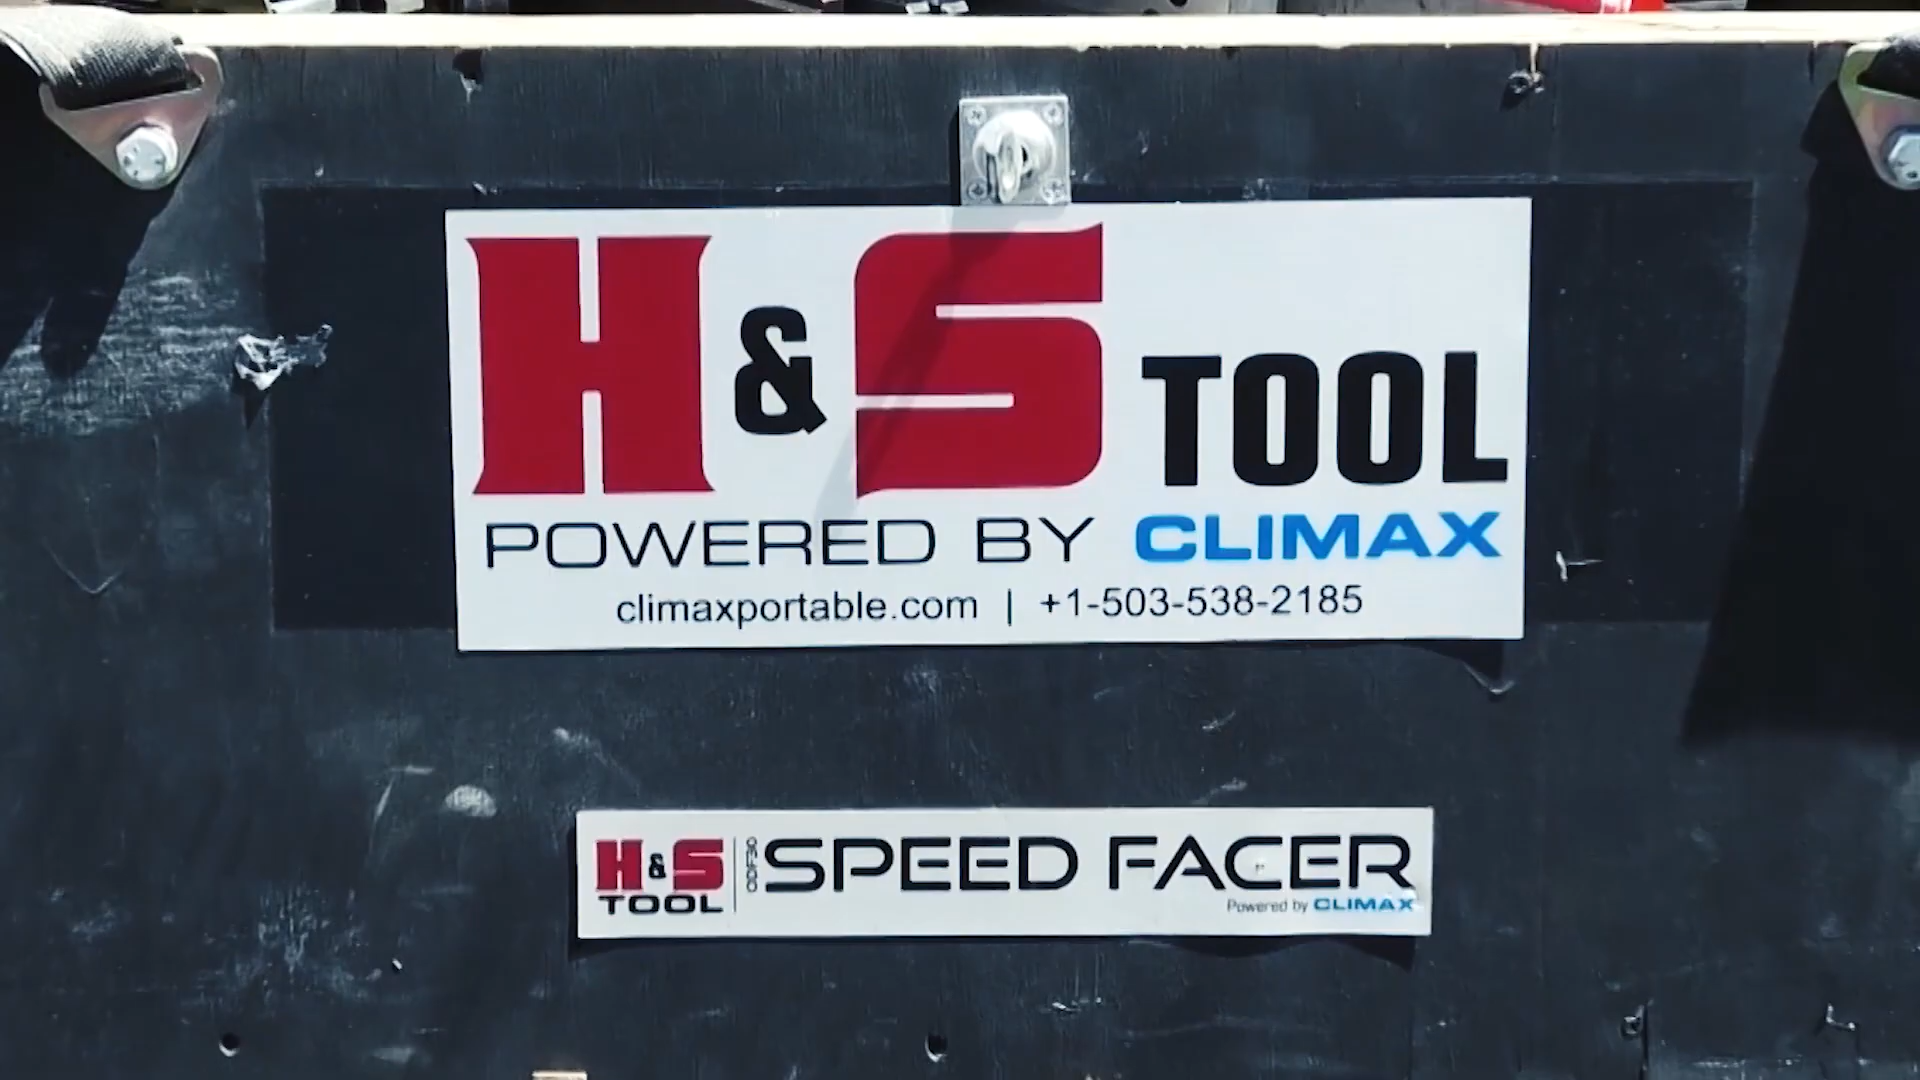 H & S TOOL
POWERED BY CLIMAX
climaxportable.com | +1-503-538-2185
H & S
TOOL
SPEED FACER
Powered by CLIMAX